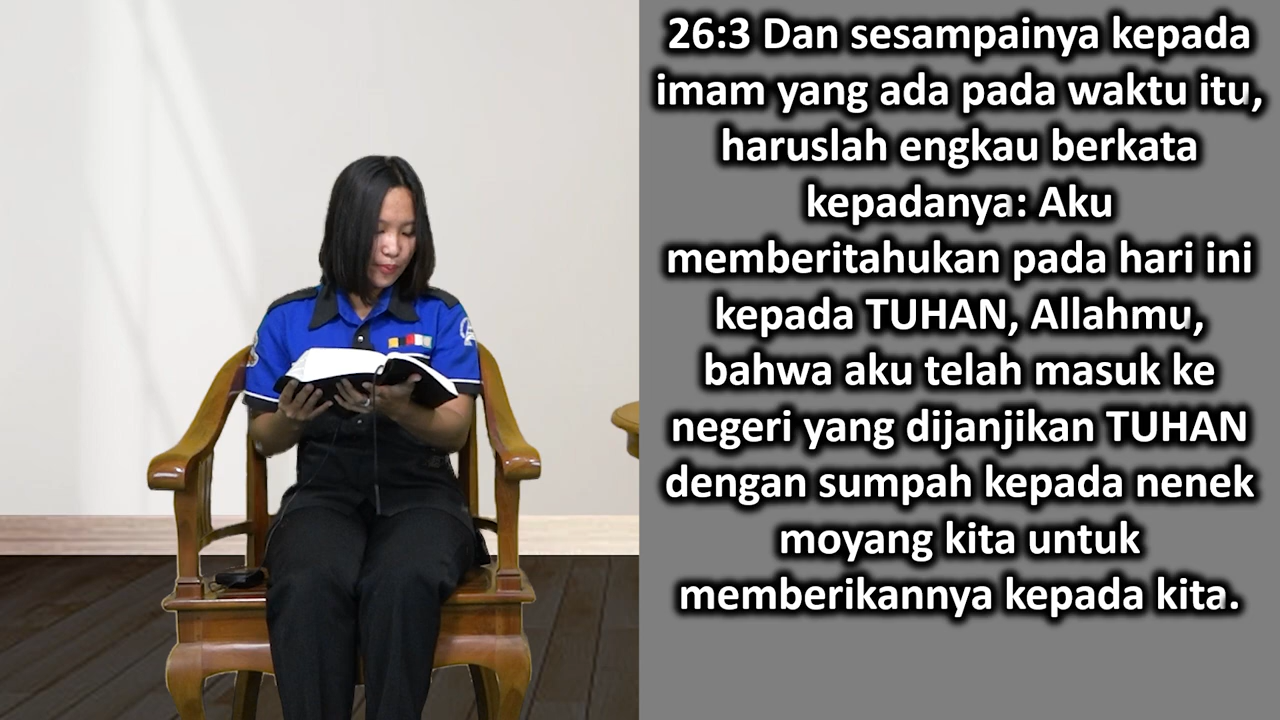 26:3 Dan sesampainya kepada
imam yang ada pada waktu itu,
haruslah engkau berkata
kepadanya: Aku
memberitahukan pada hari ini
kepada TUHAN, Allahmu,
bahwa aku telah masuk ke
negeri yang dijanjikan TUHAN
dengan sumpah kepada nenek
moyang kita untuk
memberikannya kepada kita.